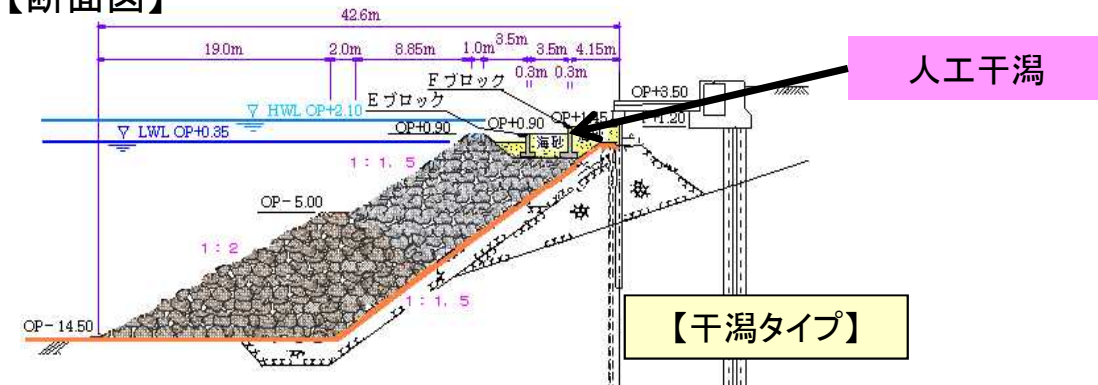 【断面図】
42.6m
19.0m 2.0m 8.85m 1.0m 3.5m 3.5m 4.15m
0.3m 0.3m
人工干潟
Fブロック
Eブロック
OP+3.50
▽ HWL OP+2.10
▽ LWL OP+0.35
OP+0.90
OP+0.90
海砂
1:1.5
OP-5.00
1:2
1:1.5
OP-14.50
【干潟タイプ】